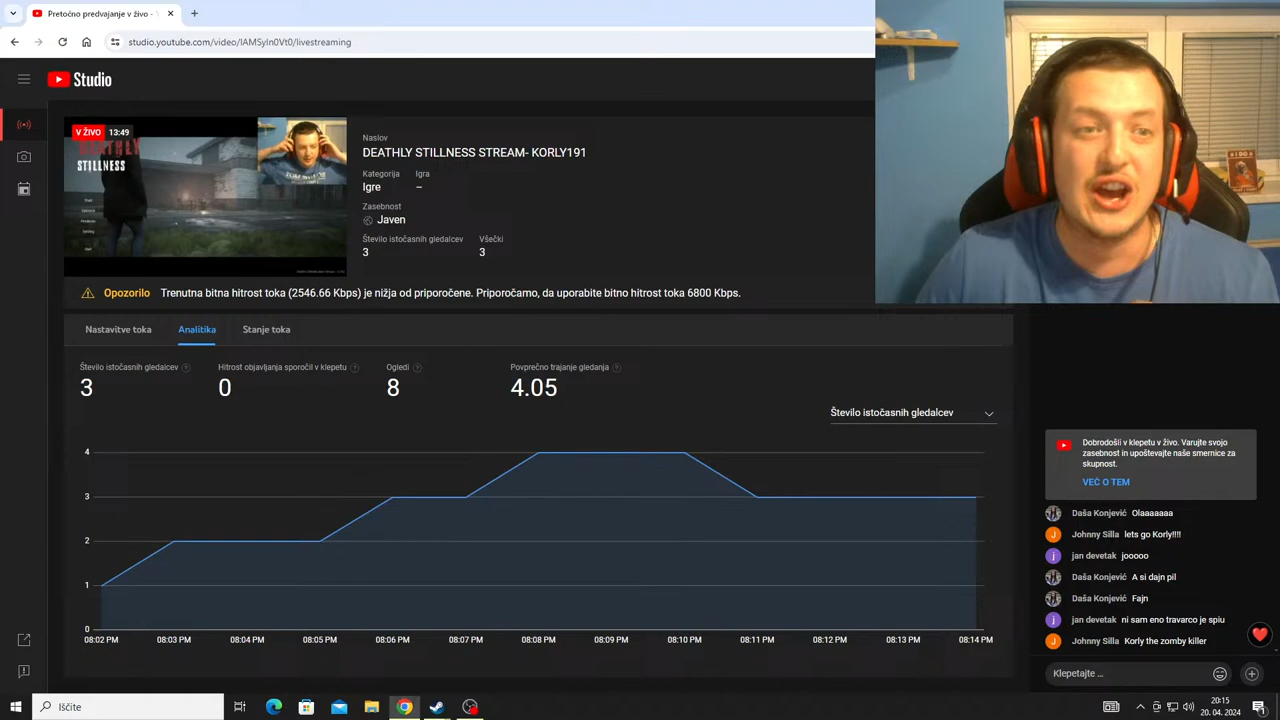 Pretočno predvajanje v živo -
studio.youtube.com/video/IAMSyIn0Vt0/livestreaming
Studio
V ŽIVO 13:49
DEATHLY
STILLNESS
Naslov
DEATHLY STILLNESS STREAM- KORLY191
Kategorija Igra
Igre –
Zasebnost
Javen
Število istočasnih gledalcev Všečki
3 3
Opozorilo Trenutna bitna hitrost toka (2546.66 Kbps) je nižja od priporočene. Priporočamo, da uporabite bitno hitrost toka 6800 Kbps.
Nastavitve toka Analitika Stanje toka
Število istočasnih gledalcev Hitrost objavljanja sporočil v klepetu Ogledi Povprečno trajanje gledanja
3 0 8 4.05
Število istočasnih gledalcev
4
3
2
1
0
08:02 PM 08:03 PM 08:04 PM 08:05 PM 08:06 PM 08:07 PM 08:08 PM 08:09 PM 08:10 PM 08:11 PM 08:12 PM 08:13 PM 08:14 PM
Dobrodošli v klepetu v živo. Varujte svojo
zasebnost in upoštevajte naše smernice za
skupnost.
VEČ O TEM
Daša Konjević Olaaaaaaa
Johnny Silla lets go Korly!!!!
jan devetak jooooo
Daša Konjević A si dajn pil
Daša Konjević Fajn
jan devetak ni sam eno travarco je spiu
Johnny Silla Korly the zomby killer
Klepetajte ...
Iščite
20:15
20. 04. 2024